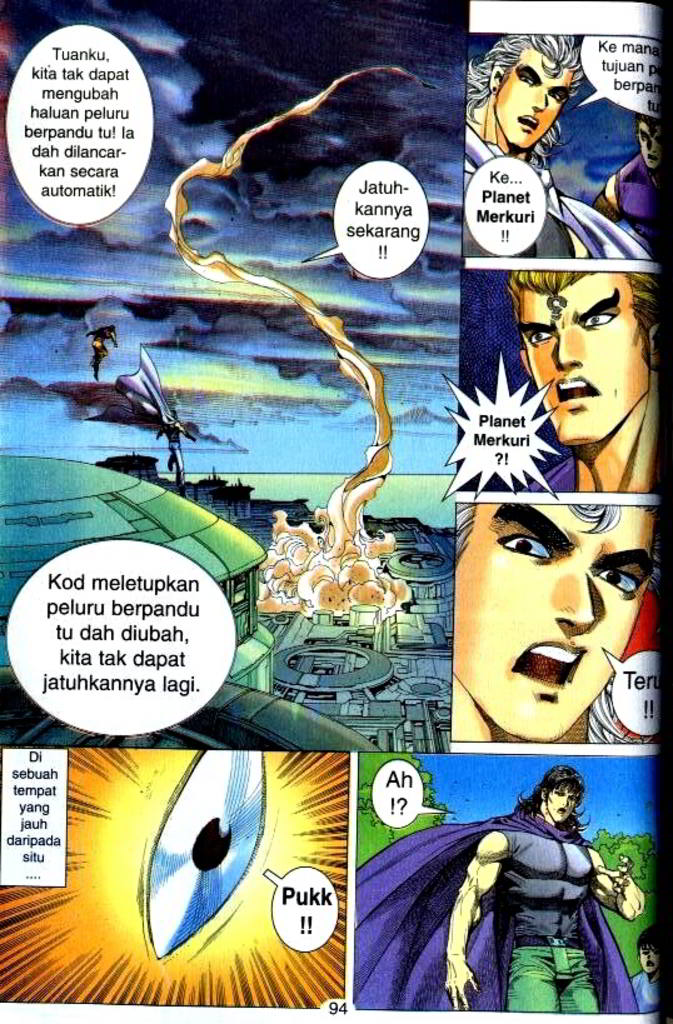 Tuanku,
kita tak dapat
mengubah
haluan peluru
berpandu tu! Ia
dah dilancar-
kan secara
automatik!
Jatuh-
kannya
sekarang
!!
Kod meletupkan
peluru berpandu
tu dah diubah,
kita tak dapat
jatuhkannya lagi.
Ke mana
tujuan
tu
Ke...
Planet
Merkuri
!!
Planet
Merkuri
?!
!!
Di
sebuah
tempat
yang
jauh
daripada
situ
....
Pukk
!!
Ah
!?
94